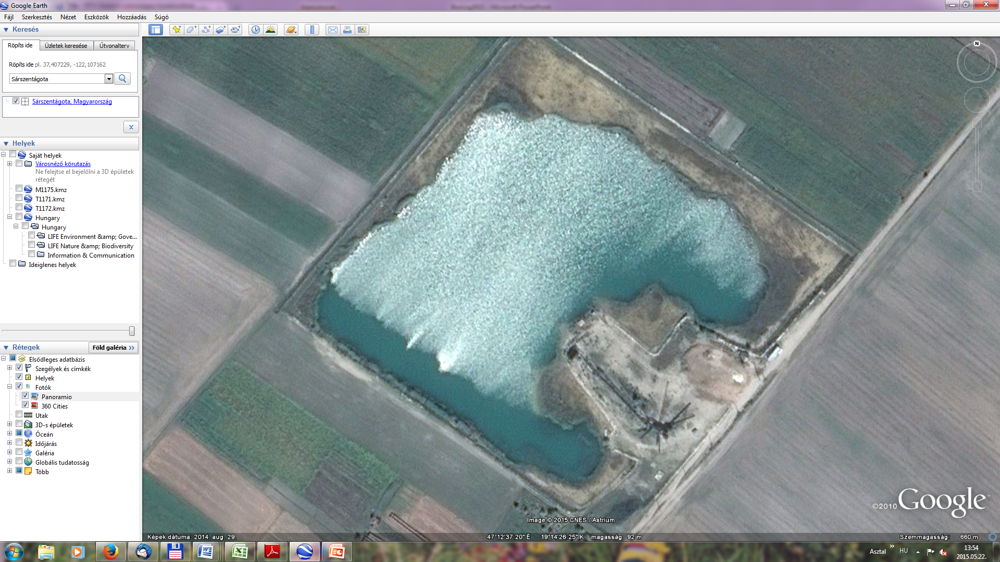 Google Earth
Fájl Szerkesztés Nézet Eszközök Hozzáadás Súgó
Keresés
Röpíts ide Üzletek keresése Útvonalterv
Röpíts ide pl. 37,407229, -122,107162
Sárszentágota
Sárszentágota, Magyarország
Helyek
Saját helyek
Városnéző körutazás
Ne felejtse el bejelölni a 3D épületek
rétegét
M1175.kmz
T1171.kmz
T1172.kmz
Hungary
Hungary
LIFE Environment &amp; Gove...
LIFE Nature &amp; Biodiversity
Information & Communication
Ideiglenes helyek
Rétegek Föld galéria >>
Elsődleges adatbázis
Szegélyek és címkék
Helyek
Fotók
Panoramio
360 Cities
Utak
3D-s épületek
Óceán
Időjárás
Galéria
Globális tudatosság
Több
N
©2010 Google™
Image © 2015 CNES / Astrium
Képek dátuma: 2014. aug. 29. 47°12'37.20" É 19°14'26.25" K magasság 92 m Szemmagasság: 660 m
Asztal » HU 13:54
2015.05.22.